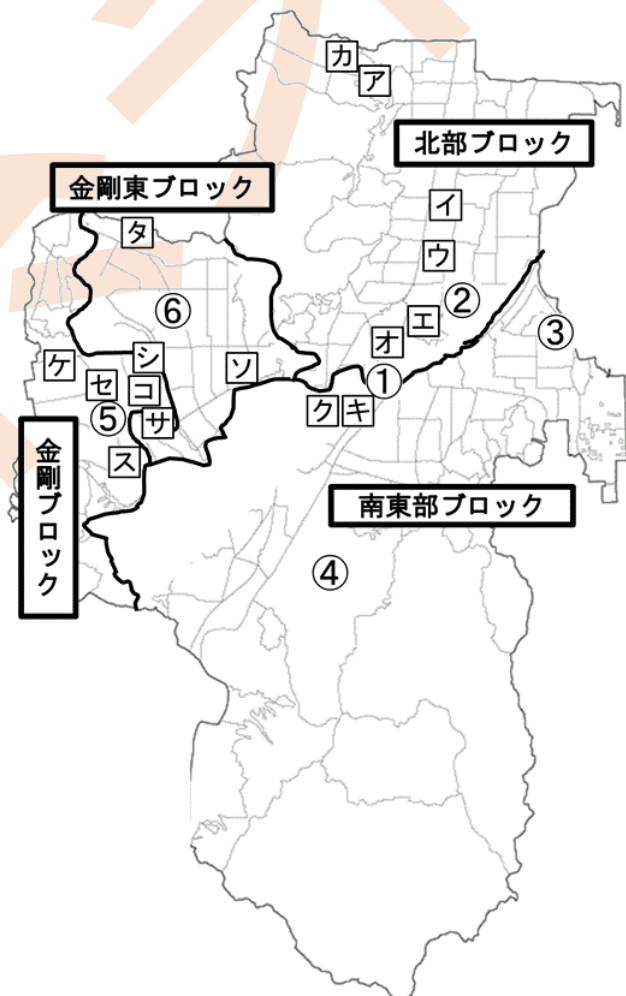 カ
ア
北部ブロック
金剛東ブロック
イ
タ
ウ
②
⑥
エ
③
オ
シ
ケ
ソ
セ
コ
①
⑤
サ
ク
キ
ス
金剛ブロック
南東部ブロック
④